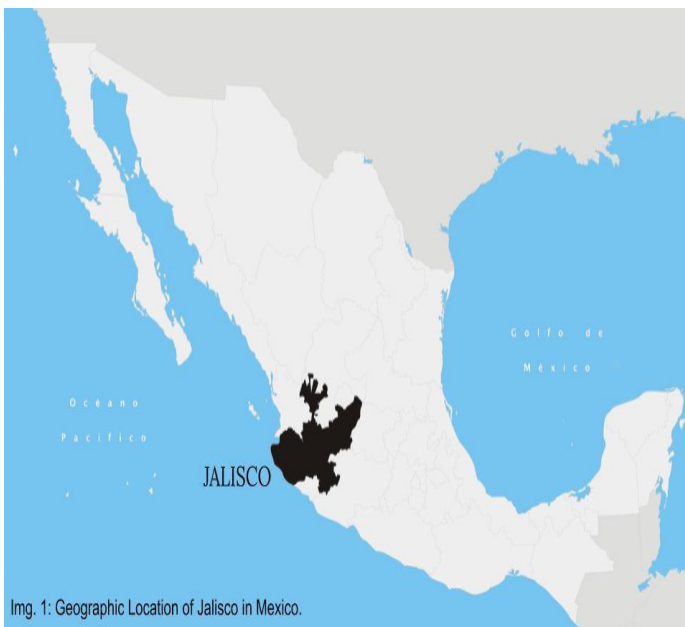 Golfo de
México
Océano
Pacífico
JALISCO
Img. 1: Geographic Location of Jalisco in Mexico.